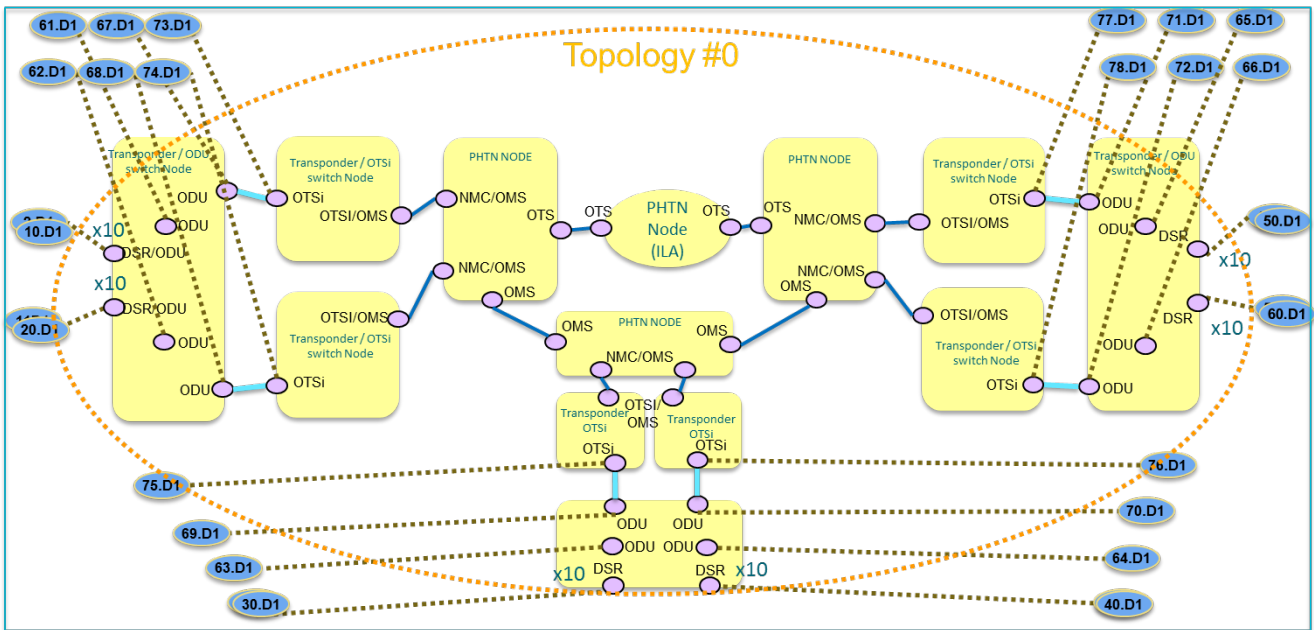 61.D1 67.D1 73.D1
77.D1 71.D1 65.D1
Topology #0
62.D1 68.D1 74.D1
78.D1 72.D1 66.D1
Transponder / ODU
switch Node
Transponder / OTSi
switch Node
PHTN NODE
PHTN NODE
Transponder / OTSi
switch Node
Transponder / ODU
switch Node
ODU
OTSi
OTSI/OMS
NMC/OMS
OTS
OTS
PHTN
Node
(ILA)
OTS
OTS
NMC/OMS
OTSI/OMS
OTSi
ODU
ODU
ODU
DSR
10.D1
x10
DSR/ODU
50.D1
x10
x10
DSR/ODU
20.D1
NMC/OMS
OMS
NMC/OMS
OMS
60.D1
DSR
x10
OTSI/OMS
Transponder / OTSi
switch Node
OTSI/OMS
Transponder / OTSi
switch Node
ODU
ODU
OMS
PHTN NODE
OMS
NMC/OMS
ODU
OTSi
OTSi
ODU
OTSI/
OMS
Transponder
OTSi
Transponder
OTSi
OTSi
OTSi
75.D1
76.D1
69.D1
70.D1
ODU
ODU
ODU
ODU
63.D1
64.D1
x10
DSR
DSR
x10
30.D1
40.D1